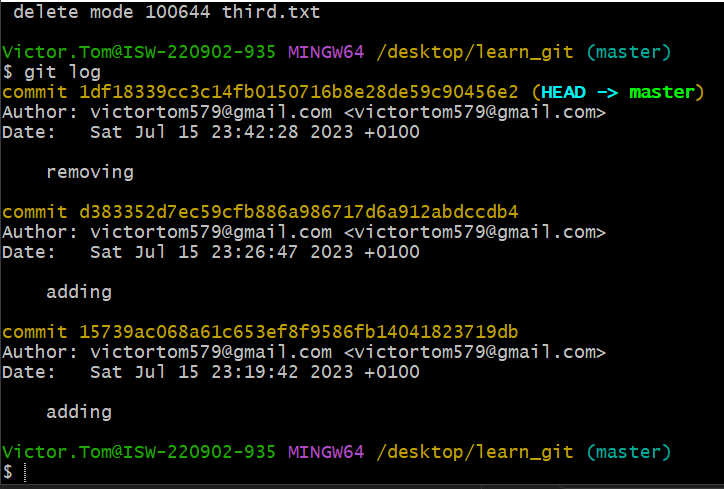 delete mode 100644 third.txt
Victor.Tom@ISW-220902-935 MINGW64 /desktop/learn_git (master)
$ git log
commit 1df18339cc3c14fb0150716b8e28de59c90456e2 (HEAD -> master)
Author: victortom579@gmail.com <victortom579@gmail.com>
Date:   Sat Jul 15 23:42:28 2023 +0100
    removing
commit d383352d7ec59cfb886a986717d6a912abdccdb4
Author: victortom579@gmail.com <victortom579@gmail.com>
Date:   Sat Jul 15 23:26:47 2023 +0100
    adding
commit 15739ac068a61c653ef8f9586fb14041823719db
Author: victortom579@gmail.com <victortom579@gmail.com>
Date:   Sat Jul 15 23:19:42 2023 +0100
    adding
Victor.Tom@ISW-220902-935 MINGW64 /desktop/learn_git (master)
$